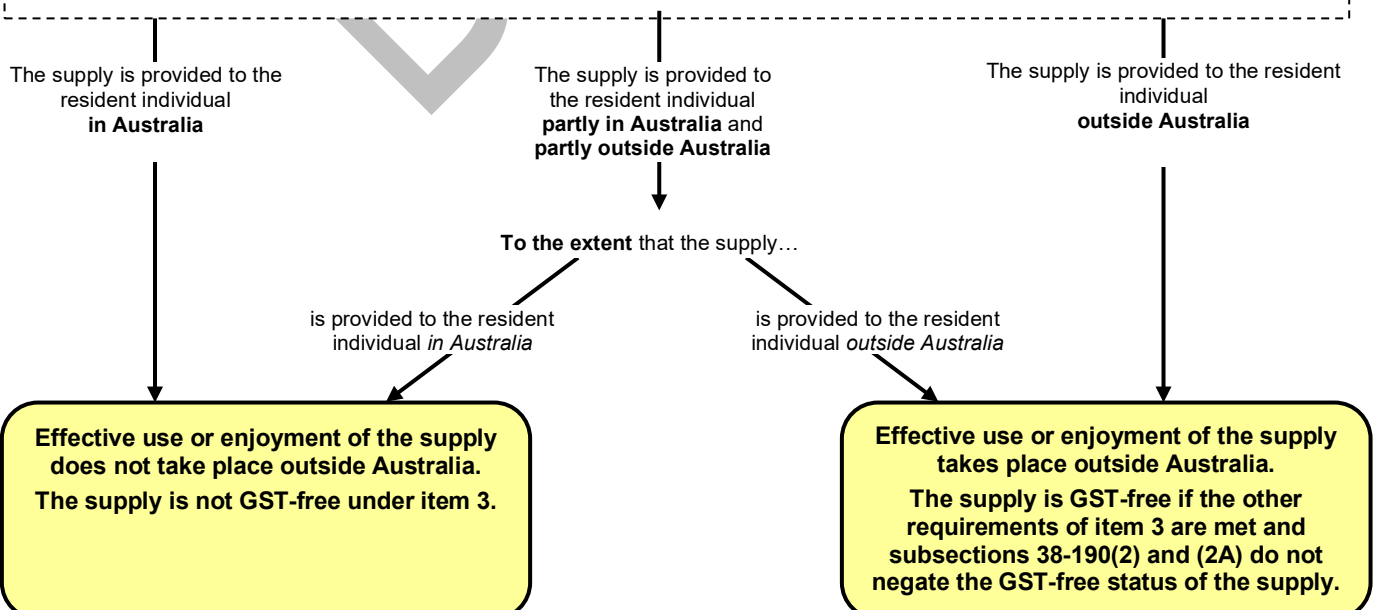 The supply is provided to the
resident individual
in Australia
The supply is provided to
the resident individual
partly in Australia and
partly outside Australia
The supply is provided to the resident
individual
outside Australia
To the extent that the supply…
is provided to the resident
individual in Australia
is provided to the resident
individual outside Australia
Effective use or enjoyment of the supply
does not take place outside Australia.
The supply is not GST-free under item 3.
Effective use or enjoyment of the supply
takes place outside Australia.
The supply is GST-free if the other
requirements of item 3 are met and
subsections 38-190(2) and (2A) do not
negate the GST-free status of the supply.